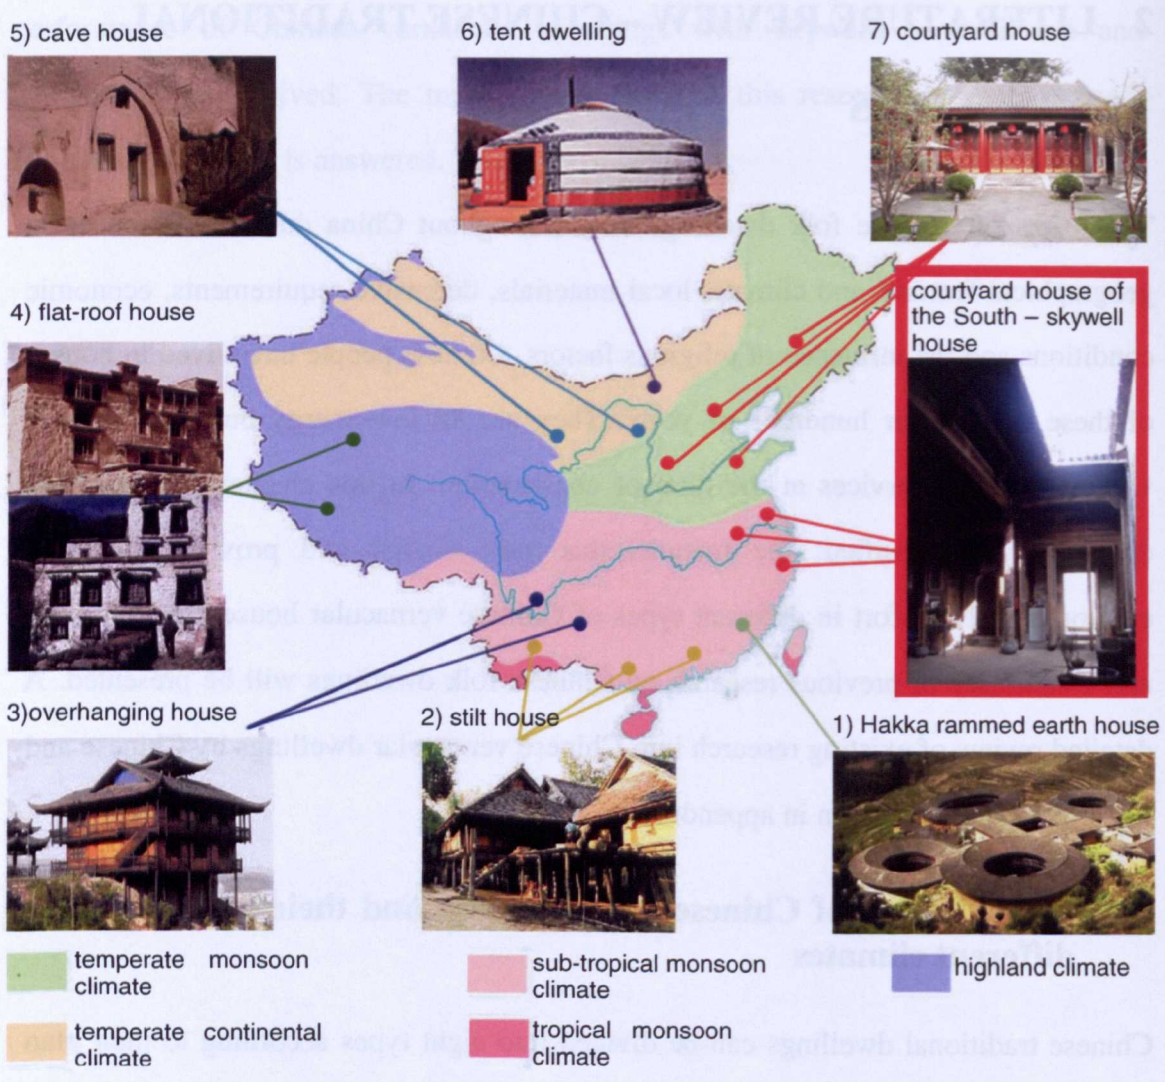 5) cave house
6) tent dwelling
7) courtyard house
courtyard house of
the South – skywell
house
4) flat-roof house
3)overhanging house
2) stilt house
1) Hakka rammed earth house
temperate monsoon
climate
sub-tropical monsoon
climate
highland climate
temperate continental
climate
tropical monsoon
climate